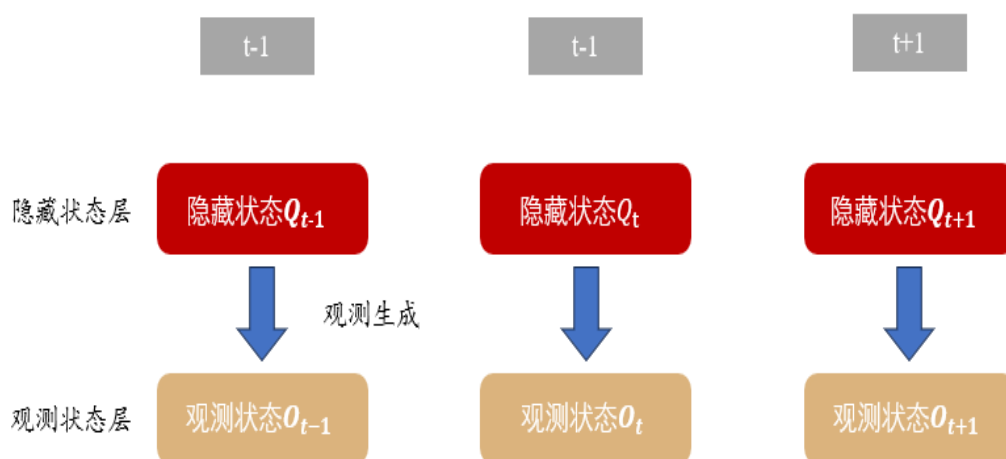 t-1
t-1
t+1
隐藏状态层
隐藏状态Qt-1
隐藏状态Qt
隐藏状态Qt+1
观测生成
观测状态层
观测状态Ot−1
观测状态Ot
观测状态Ot+1